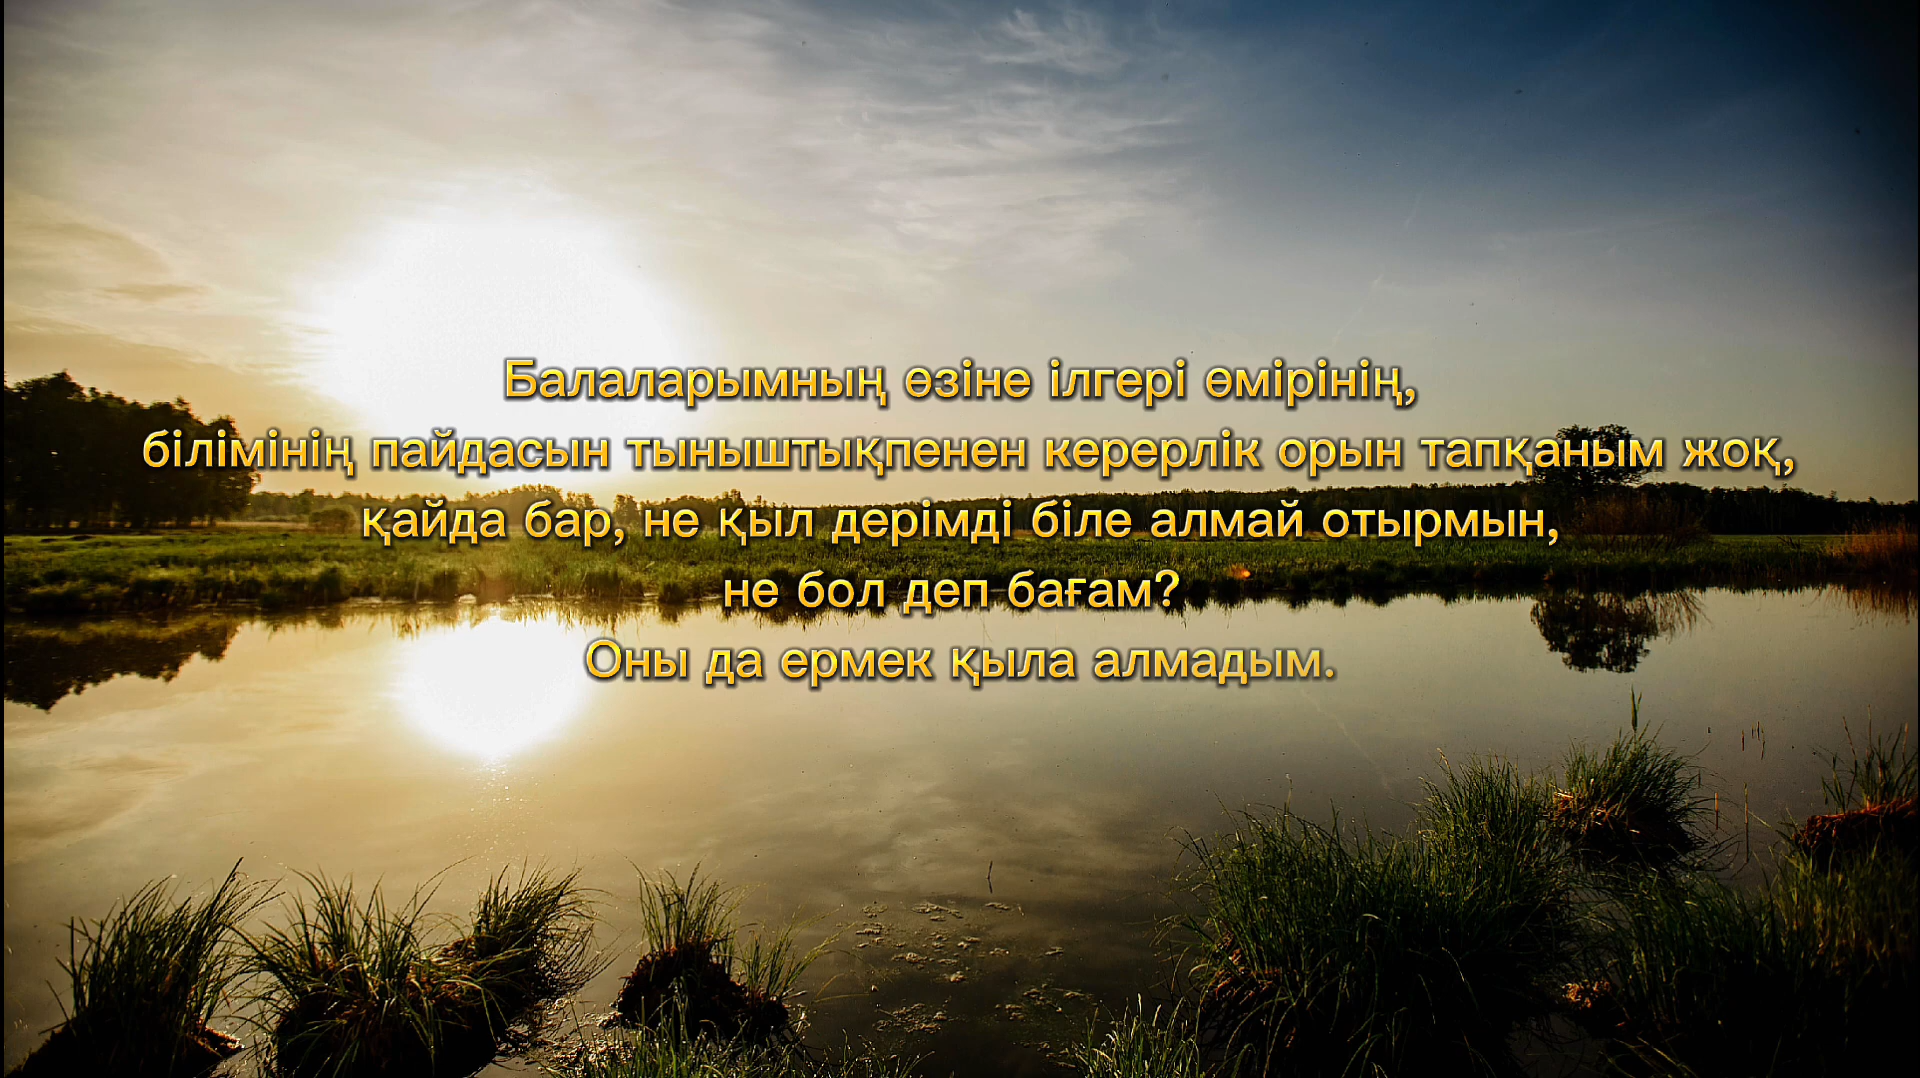 Балаларымның өзіне ілгері өмірінің,
білімінің пайдасын тыныштықпенен керерлік орын тапқаным жоқ,
қайда бар, не қыл дерімді біле алмай отырмын,
не бол деп бағам?
Оны да ермек қыла алмадым.